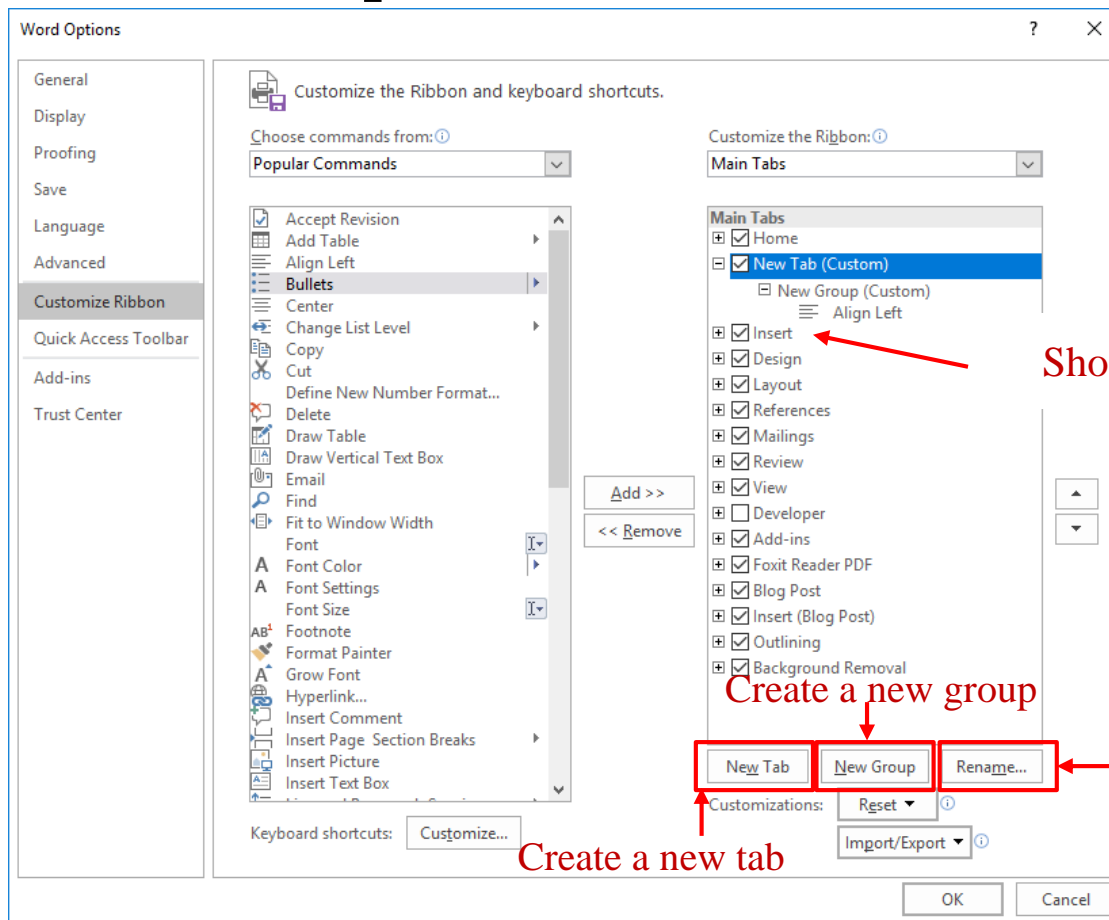 Word Options
?
General
Display
Proofing
Save
Language
Advanced
Customize Ribbon
Quick Access Toolbar
Add-ins
Trust Center
Customize the Ribbon and keyboard shortcuts.
Choose commands from:
Popular Commands
Accept Revision
Add Table
Align Left
Bullets
Center
Change List Level
Copy
Cut
Define New Number Format...
Delete
Draw Table
Draw Vertical Text Box
Email
Find
Fit to Window Width
Font
Font Color
Font Settings
Font Size
Footnote
Format Painter
Grow Font
Hyperlink...
Insert Comment
Insert Page Section Breaks
Insert Picture
Insert Text Box
Keyboard shortcuts: Customize...
Add >>
<< Remove
Customize the Ribbon:
Main Tabs
Main Tabs
Home
New Tab (Custom)
New Group (Custom)
Align Left
Insert
Design
Layout
References
Mailings
Review
View
Developer
Add-ins
Foxit Reader PDF
Blog Post
Insert (Blog Post)
Outlining
Background Removal
Sho
Create a new group
New Tab New Group Rename...
Customizations: Reset
Import/Export
Create a new tab
OK Cancel